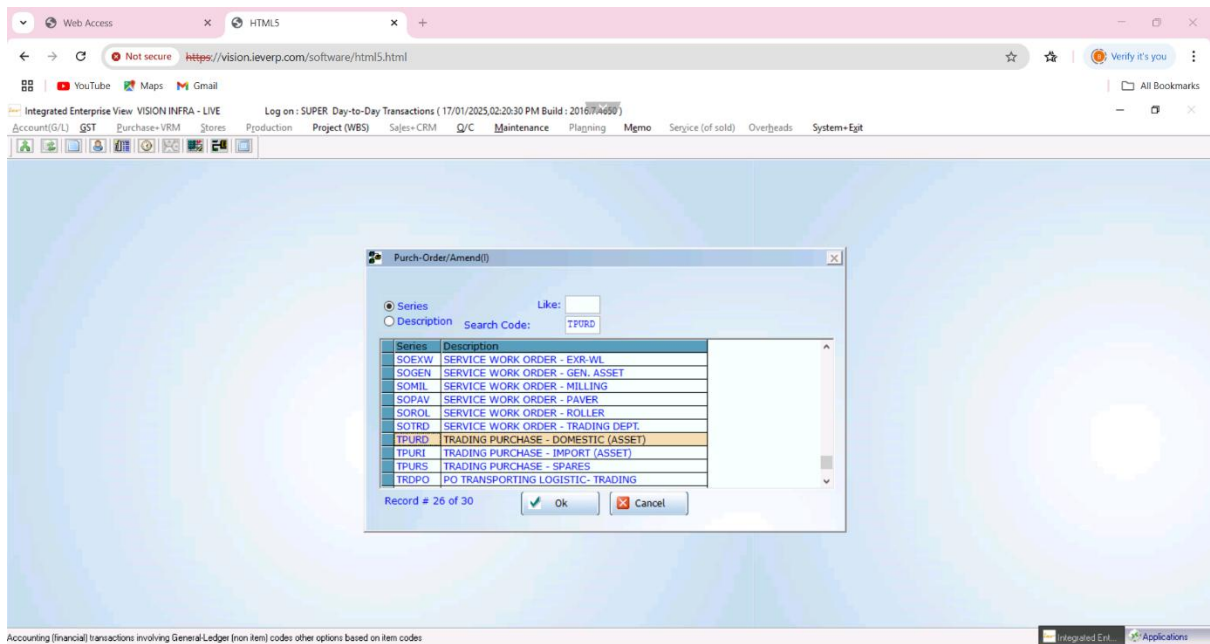 Web Access
HTML5
Not secure https://vision.ieverp.com/software/html5.html
Verify it's you
YouTube Maps Gmail
All Bookmarks
Integrated Enterprise View VISION INFRA - LIVE Log on : SUPER Day-to-Day Transactions ( 17/01/2025,02:20:30 PM Build : 2016.7.4650 )
Account(G/L) GST Purchase+VRM Stores Production Project (WBS) Sales+CRM Q/C Maintenance Planning Memo Service (of sold) Overheads System+Exit
Purch-Order/Amend(I)
Series Like:
Description Search Code: TPURD
Series Description
SOEXW SERVICE WORK ORDER - EXR-WL
SOGEN SERVICE WORK ORDER - GEN. ASSET
SOMIL SERVICE WORK ORDER - MILLING
SOPAV SERVICE WORK ORDER - PAVER
SOROL SERVICE WORK ORDER - ROLLER
SOTRD SERVICE WORK ORDER - TRADING DEPT.
TPURD TRADING PURCHASE - DOMESTIC (ASSET)
TPURI TRADING PURCHASE - IMPORT (ASSET)
TPURS TRADING PURCHASE - SPARES
TRDPO PO TRANSPORTING LOGISTIC- TRADING
Record # 26 of 30 Ok Cancel
Accounting (financial) transactions involving General-Ledger (non item) codes other options based on item codes
Integrated Ent... Applications